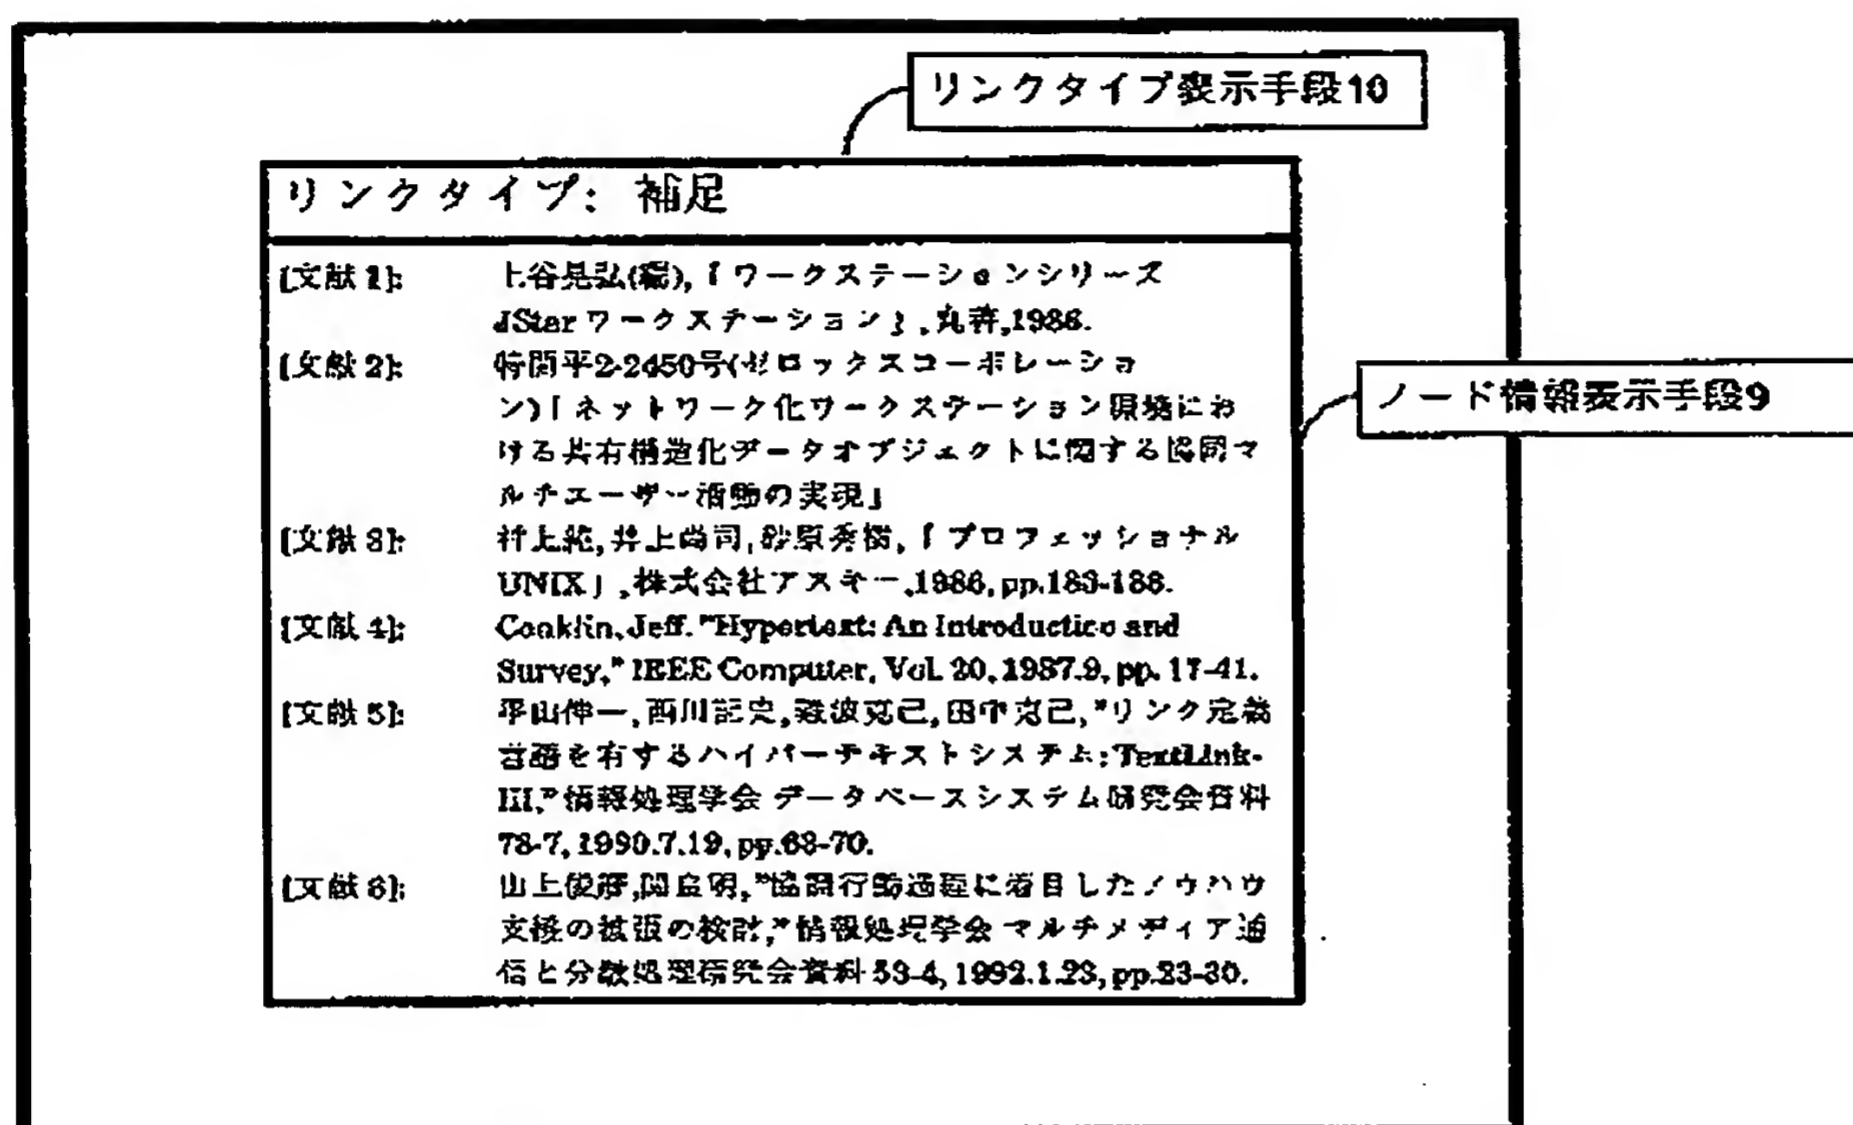 リンクタイプ表示手段10
リンクタイプ: 補足
[文献 1]: 上谷晃弘(編),「ワークステーションシリーズ
JStar ワークステーション」,丸善,1986.
ノード情報表示手段9
[文献 2]: 特開平2-2450号(ゼロックスコーポレーショ
ン)「ネットワーク化ワークステーション環境にお
ける共有構造化データオブジェクトに関する協同マ
ルチユーザー活動の実現」
[文献 3]: 村上純,井上尚司,砂原秀樹,「プロフェッショナル
UNIX」,株式会社アスキー,1986, pp.183-188.
[文献 4]: Conklin, Jeff. "Hypertext: An Introduction and
Survey," IEEE Computer, Vol. 20, 1987.9, pp. 17-41.
[文献 5]: 平山伸一,西川記史,難波克己,田中克己,"リンク定義
言語を有するハイパーテキストシステム: TextLink-
III," 情報処理学会 データベースシステム研究会資料
78-7, 1990.7.19, pp.63-70.
[文献 6]: 山上俊彦,関良明,"協調行動過程に着目したノウハウ
支援の拡張の検討," 情報処理学会 マルチメディア通
信と分散処理研究会資料 53-4, 1992.1.23, pp.23-30.